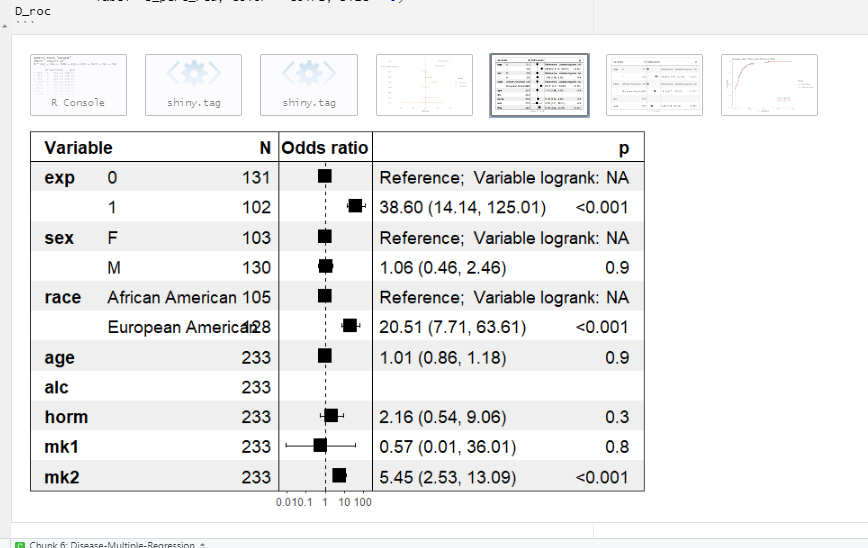 D_roc
```
R Console
shiny.tag
shiny.tag
Variable N Odds ratio p
exp 0 131 Reference; Variable logrank: NA
1 102 38.60 (14.14, 125.01) <0.001
sex F 103 Reference; Variable logrank: NA
M 130 1.06 (0.46, 2.46) 0.9
race African American 105 Reference; Variable logrank: NA
European American 128 20.51 (7.71, 63.61) <0.001
age 233 1.01 (0.86, 1.18) 0.9
alc 233
horm 233 2.16 (0.54, 9.06) 0.3
mk1 233 0.57 (0.01, 36.01) 0.8
mk2 233 5.45 (2.53, 13.09) <0.001
0.010.1 1 10 100
Chunk 6: Disease-Multiple-Regression